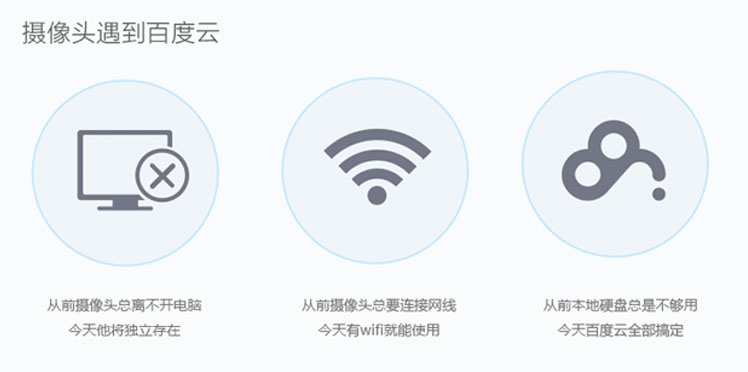 摄像头遇到百度云
从前摄像头总离不开电脑
今天他将独立存在
从前摄像头总要连接网线
今天有wifi就能使用
从前本地硬盘总是不够用
今天百度云全部搞定